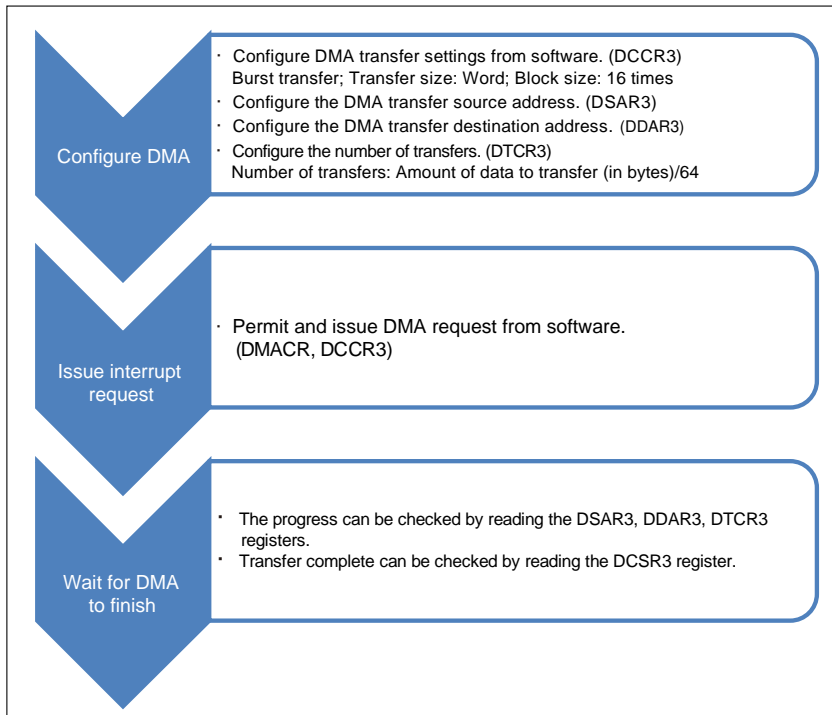 Configure DMA
· Configure DMA transfer settings from software. (DCCR3)
Burst transfer; Transfer size: Word; Block size: 16 times
· Configure the DMA transfer source address. (DSAR3)
· Configure the DMA transfer destination address. (DDAR3)
· Configure the number of transfers. (DTCR3)
Number of transfers: Amount of data to transfer (in bytes)/64
Issue interrupt
request
· Permit and issue DMA request from software.
(DMACR, DCCR3)
Wait for DMA
to finish
· The progress can be checked by reading the DSAR3, DDAR3, DTCR3
registers.
· Transfer complete can be checked by reading the DCSR3 register.